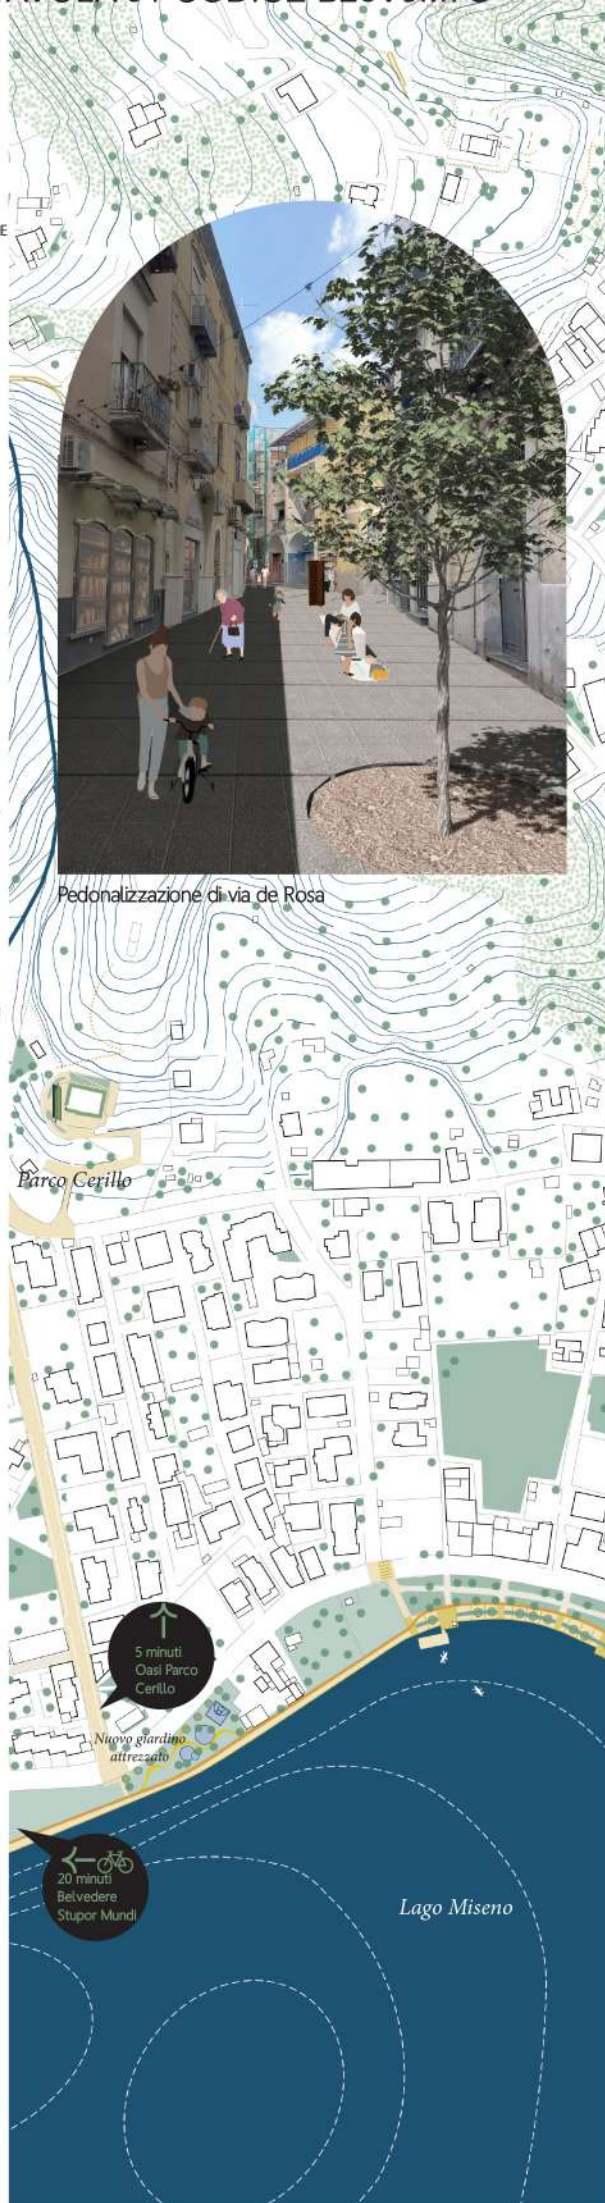 E
Pedonalizzazione di via de Rosa
Parco Cerillo
5 minuti
Oasi Parco
Cerillo
Nuovo giardino
attrezzato
20 minuti
Belvedere
Stupor Mundi
Lago Miseno